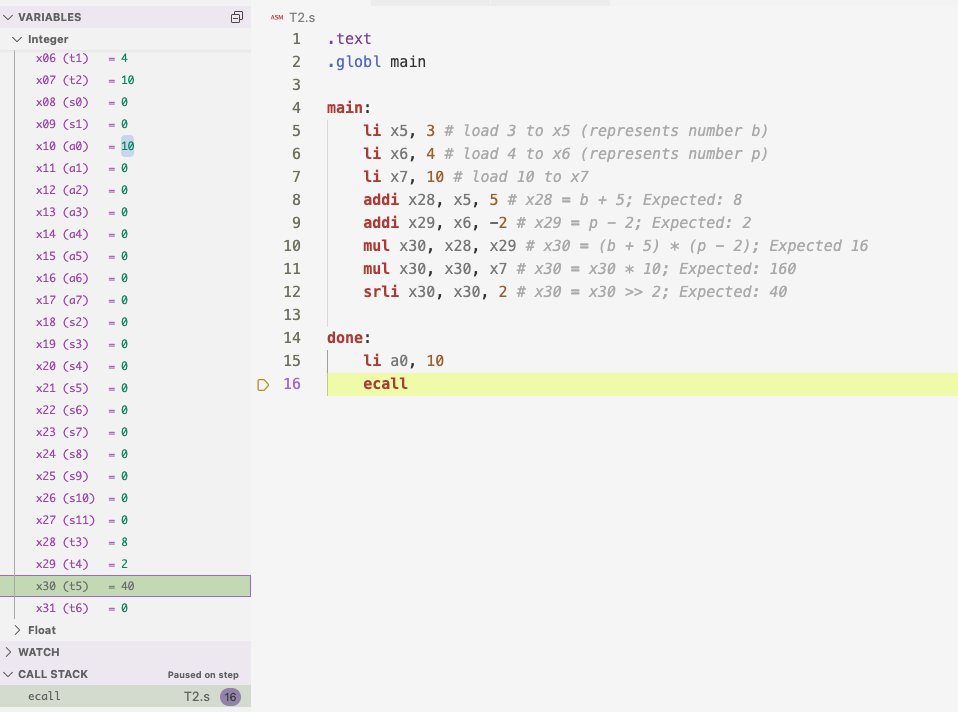 VARIABLES
Integer
x06 (t1) = 4
x07 (t2) = 10
x08 (s0) = 0
x09 (s1) = 0
x10 (a0) = 10
x11 (a1) = 0
x12 (a2) = 0
x13 (a3) = 0
x14 (a4) = 0
x15 (a5) = 0
x16 (a6) = 0
x17 (a7) = 0
x18 (s2) = 0
x19 (s3) = 0
x20 (s4) = 0
x21 (s5) = 0
x22 (s6) = 0
x23 (s7) = 0
x24 (s8) = 0
x25 (s9) = 0
x26 (s10) = 0
x27 (s11) = 0
x28 (t3) = 8
x29 (t4) = 2
x30 (t5) = 40
x31 (t6) = 0
Float
WATCH
CALL STACK Paused on step
ecall T2.s 16
ASM T2.s
1 .text
2 .globl main
3
4 main:
5 li x5, 3 # load 3 to x5 (represents number b)
6 li x6, 4 # load 4 to x6 (represents number p)
7 li x7, 10 # load 10 to x7
8 addi x28, x5, 5 # x28 = b + 5; Expected: 8
9 addi x29, x6, -2 # x29 = p - 2; Expected: 2
10 mul x30, x28, x29 # x30 = (b + 5) * (p - 2); Expected 16
11 mul x30, x30, x7 # x30 = x30 * 10; Expected: 160
12 srli x30, x30, 2 # x30 = x30 >> 2; Expected: 40
13
14 done:
15 li a0, 10
16 ecall